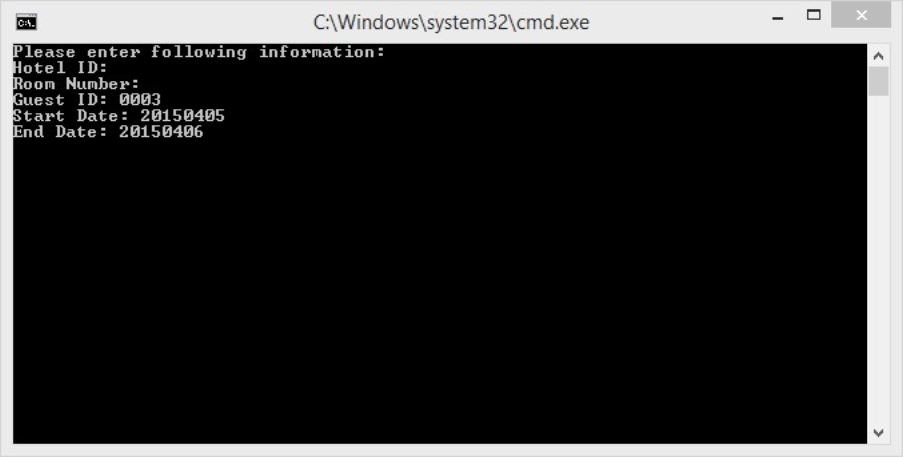 C:\Windows\system32\cmd.exe
Please enter following information:
Hotel ID:
Room Number:
Guest ID: 0003
Start Date: 20150405
End Date: 20150406